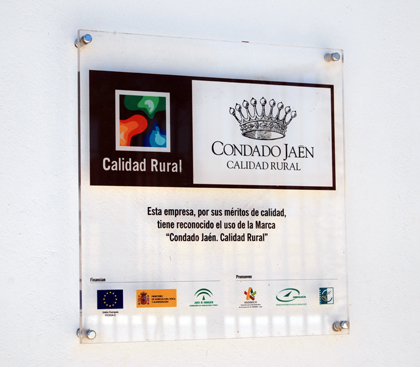 Calidad Rural
CONDADO JAÉN
CALIDAD RURAL
Esta empresa, por sus méritos de calidad,
tiene reconocido el uso de la Marca
"Condado Jaén. Calidad Rural"
Financian
Promueven